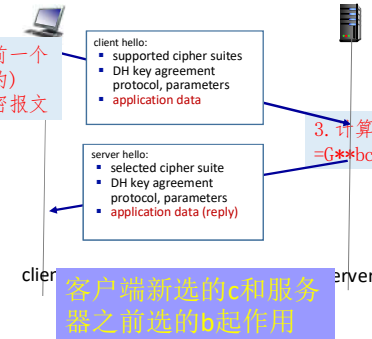 前一个
的)
密报文
client hello:
▪ supported cipher suites
▪ DH key agreement
protocol, parameters
▪ application data
3. 计算
=G**bc
server hello:
▪ selected cipher suite
▪ DH key agreement
protocol, parameters
▪ application data (reply)
clien
erver
客户端新选的c和服务
器之前选的b起作用